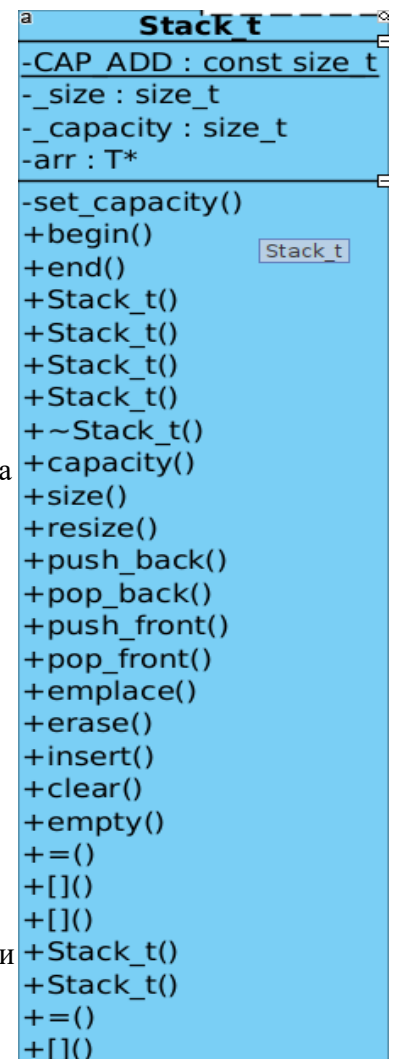 a
Stack_t
-CAP_ADD : const size_t
-_size : size_t
-_capacity : size_t
-arr : T*
-set_capacity()
+begin()
Stack_t
+end()
+Stack_t()
+Stack_t()
+Stack_t()
+Stack_t()
+~Stack_t()
а +capacity()
+size()
+resize()
+push_back()
+pop_back()
+push_front()
+pop_front()
+emplace()
+erase()
+insert()
+clear()
+empty()
+=()
+[]()
+[]()
и +Stack_t()
+Stack_t()
+=()
+[]()